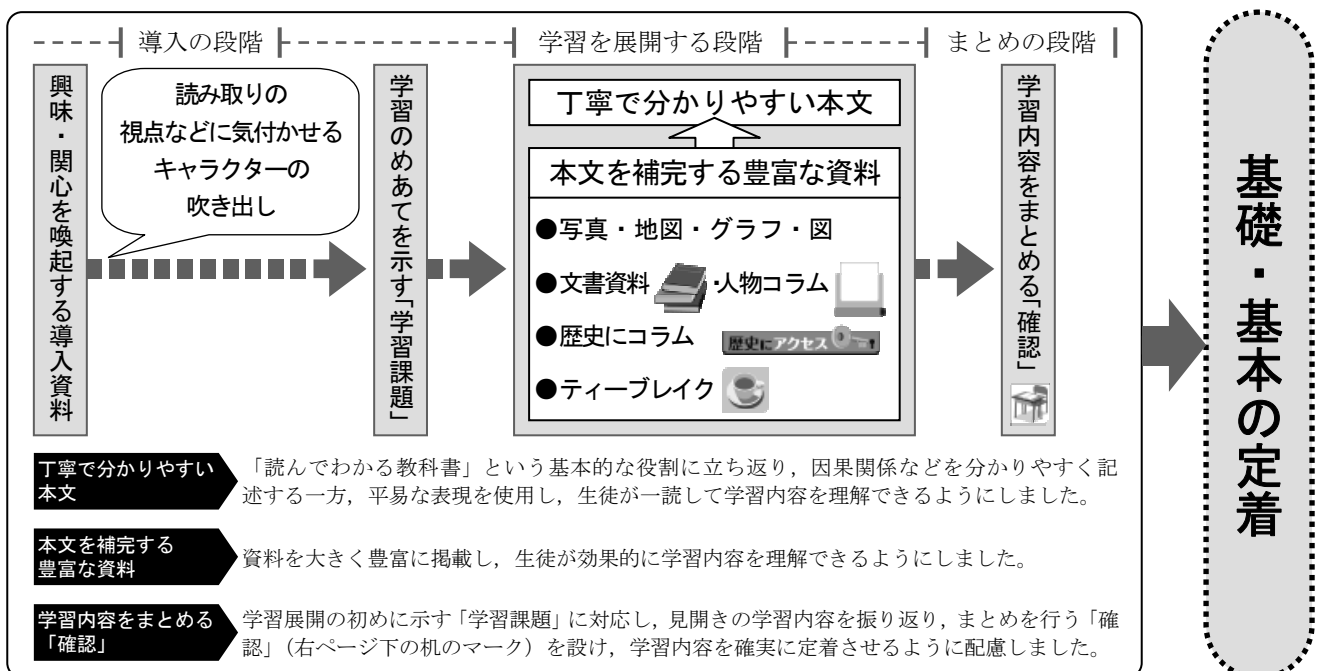 導入の段階
学習を展開する段階
まとめの段階
興味・関心を喚起する導入資料
読み取りの
視点などに気付かせる
キャラクターの
吹き出し
学習のめあてを示す「学習課題」
丁寧で分かりやすい本文
本文を補完する豊富な資料
●写真・地図・グラフ・図
●文書資料・人物コラム
●歴史にコラム 歴史にアクセス
●ティーブレイク
学習内容をまとめる「確認」
基礎・基本の定着
丁寧で分かりやすい
本文
「読んでわかる教科書」という基本的な役割に立ち返り，因果関係などを分かりやすく記
述する一方，平易な表現を使用し，生徒が一読して学習内容を理解できるようにしました。
本文を補完する
豊富な資料
資料を大きく豊富に掲載し，生徒が効果的に学習内容を理解できるようにしました。
学習内容をまとめる
「確認」
学習展開の初めに示す「学習課題」に対応し，見開きの学習内容を振り返り，まとめを行う「確
認」（右ページ下の机のマーク）を設け，学習内容を確実に定着させるように配慮しました。